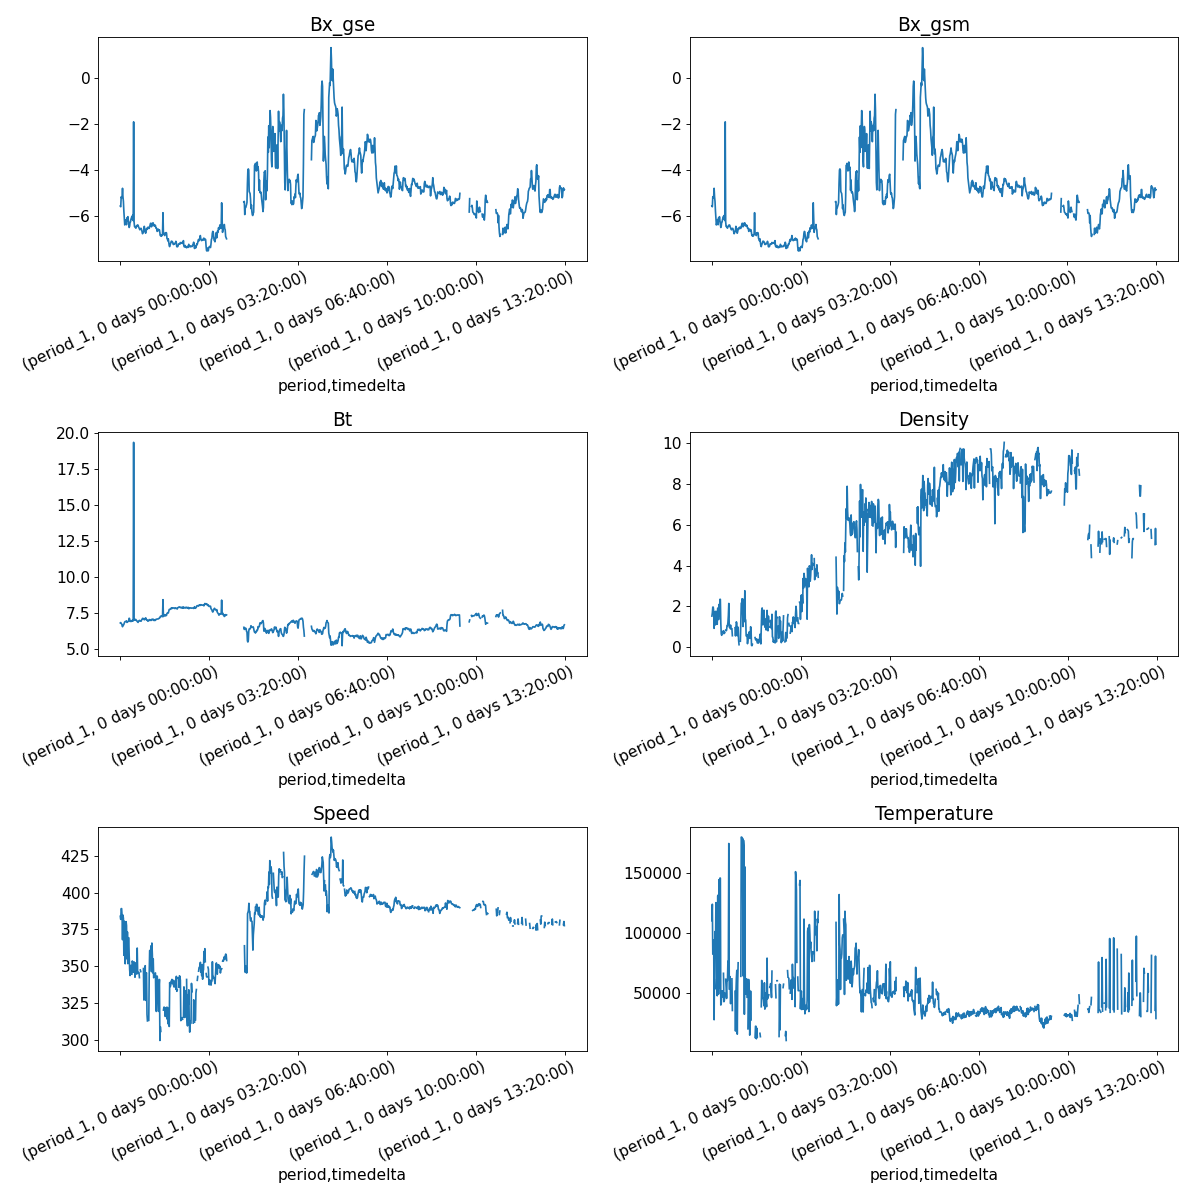 Bx_gse
Bx_gsm
0
−2
−4
−6
0
−2
−4
−6
(period_1, 0 days 00:00:00)
(period_1, 0 days 03:20:00)
(period_1, 0 days 06:40:00)
(period_1, 0 days 10:00:00)
(period_1, 0 days 13:20:00)
(period_1, 0 days 00:00:00)
(period_1, 0 days 03:20:00)
(period_1, 0 days 06:40:00)
(period_1, 0 days 10:00:00)
(period_1, 0 days 13:20:00)
period,timedelta
period,timedelta
Bt
Density
20.0
17.5
15.0
12.5
10.0
7.5
5.0
10
8
6
4
2
0
(period_1, 0 days 00:00:00)
(period_1, 0 days 03:20:00)
(period_1, 0 days 06:40:00)
(period_1, 0 days 10:00:00)
(period_1, 0 days 13:20:00)
(period_1, 0 days 00:00:00)
(period_1, 0 days 03:20:00)
(period_1, 0 days 06:40:00)
(period_1, 0 days 10:00:00)
(period_1, 0 days 13:20:00)
period,timedelta
period,timedelta
Speed
Temperature
425
400
375
350
325
300
150000
100000
50000
(period_1, 0 days 00:00:00)
(period_1, 0 days 03:20:00)
(period_1, 0 days 06:40:00)
(period_1, 0 days 10:00:00)
(period_1, 0 days 13:20:00)
(period_1, 0 days 00:00:00)
(period_1, 0 days 03:20:00)
(period_1, 0 days 06:40:00)
(period_1, 0 days 10:00:00)
(period_1, 0 days 13:20:00)
period,timedelta
period,timedelta